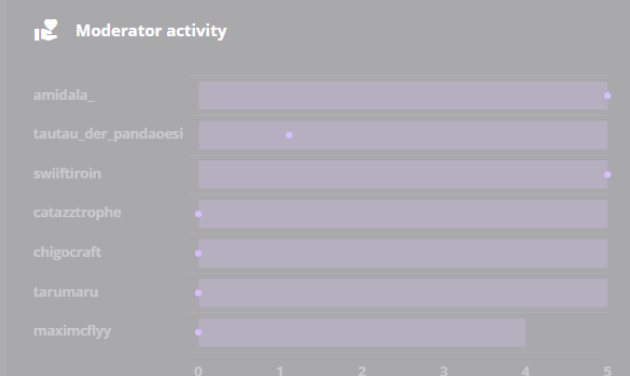 Moderator activity
amidala_
tautau_der_pandaoesi
swiiftiroin
catazztrophe
chigocraft
tarumaru
maximcflyy
0 1 2 3 4 5